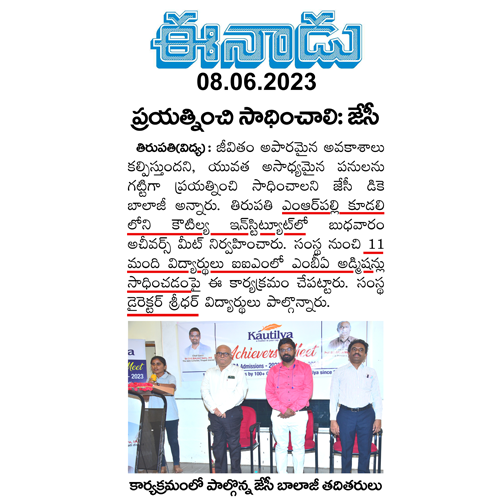 ఈనాడు
08.06.2023
ప్రయత్నించి సాధించాలి: జేసీ
తిరుపతి(విద్య): జీవితం అపారమైన అవకాశాలు
కల్పిస్తుందని, యువత అసాధ్యమైన పనులను
గట్టిగా ప్రయత్నించి సాధించాలని జేసీ డికె
బాలాజీ అన్నారు. తిరుపతి ఎంఆర్‌పల్లి కూడలి
లోని కౌటిల్య ఇన్‌స్టిట్యూట్‌లో బుధవారం
అచీవర్స్ మీట్ నిర్వహించారు. సంస్థ నుంచి 11
మంది విద్యార్థులు ఐఐఎంలో ఎంబీఏ అడ్మిషన్లు
సాధించడంపై ఈ కార్యక్రమం చేపట్టారు. సంస్థ
డైరెక్టర్ శ్రీధర్ విద్యార్థులు పాల్గొన్నారు.
Kautilya
Achievers Meet
Admissions - 20
by 100+
since
- 2023
కార్యక్రమంలో పాల్గొన్న జేసీ బాలాజీ తదితరులు